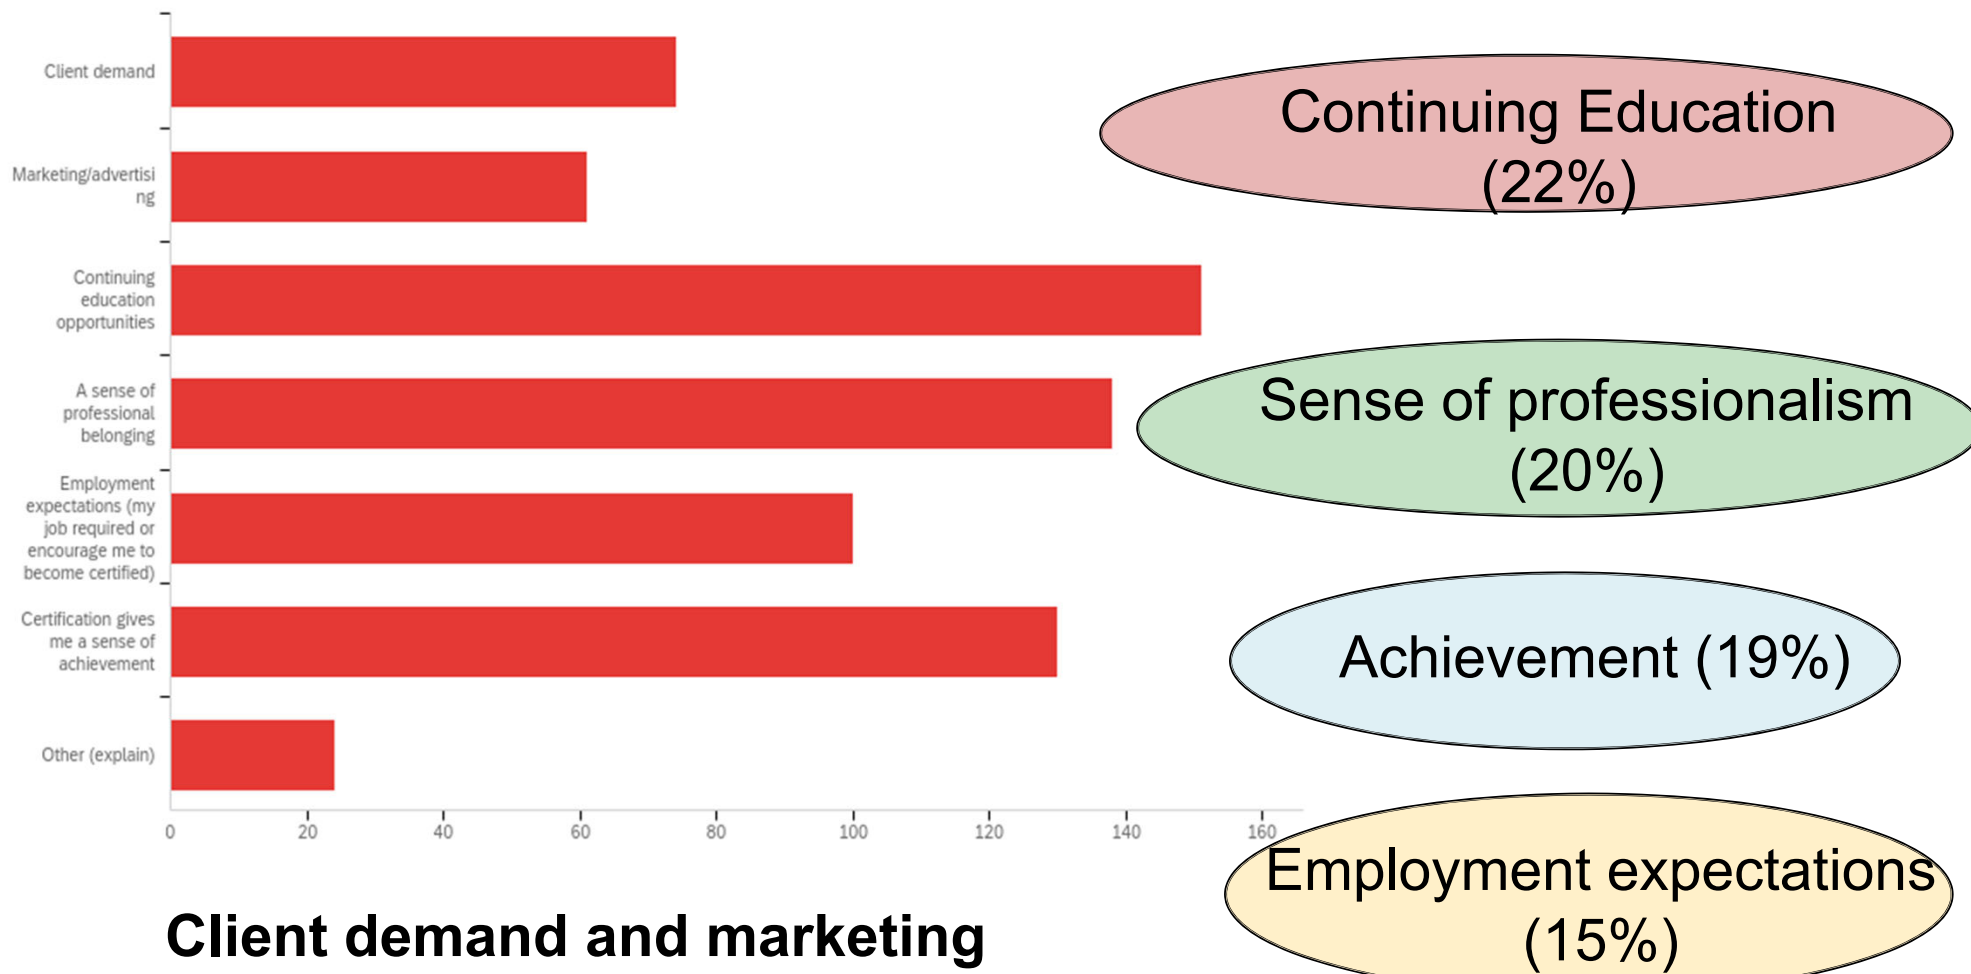 Client demand
Marketing/advertisi
ng
Continuing
education
opportunities
A sense of
professional
belonging
Employment
expectations (my
job required or
encourage me to
become certified)
Certification gives
me a sense of
achievement
Other (explain)
0 20 40 60 80 100 120 140 160
Client demand and marketing
Continuing Education
(22%)
Sense of professionalism
(20%)
Achievement (19%)
Employment expectations
(15%)